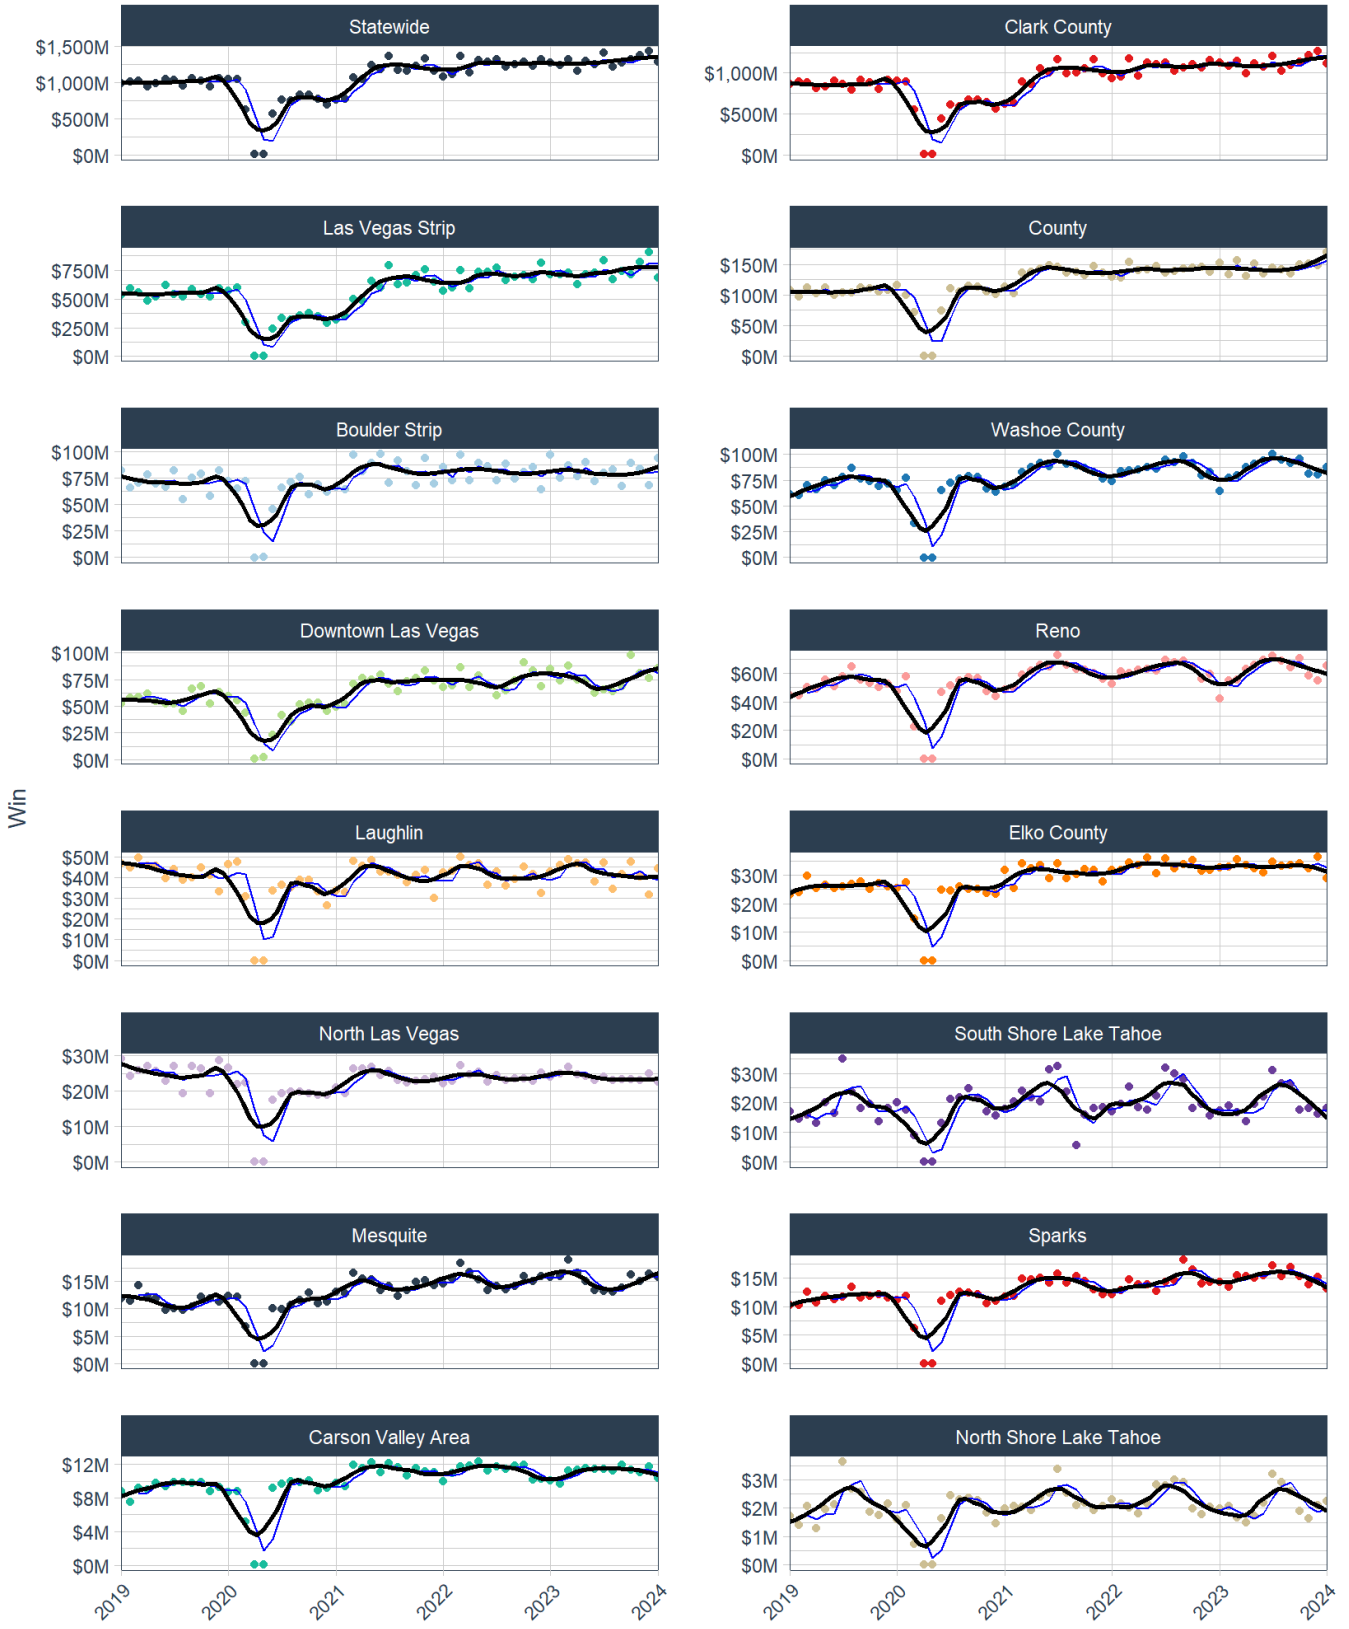 Statewide
$1,500M
$1,000M
$500M
$0M
Clark County
$1,000M
$500M
$0M
Las Vegas Strip
$750M
$500M
$250M
$0M
County
$150M
$100M
$50M
$0M
Boulder Strip
$100M
$75M
$50M
$25M
$0M
Washoe County
$100M
$75M
$50M
$25M
$0M
Downtown Las Vegas
$100M
$75M
$50M
$25M
$0M
Reno
$60M
$40M
$20M
$0M
Win
Laughlin
$50M
$40M
$30M
$20M
$10M
$0M
Elko County
$30M
$20M
$10M
$0M
North Las Vegas
$30M
$20M
$10M
$0M
South Shore Lake Tahoe
$30M
$20M
$10M
$0M
Mesquite
$15M
$10M
$5M
$0M
Sparks
$15M
$10M
$5M
$0M
Carson Valley Area
$12M
$8M
$4M
$0M
North Shore Lake Tahoe
$3M
$2M
$1M
$0M
2019 2020 2021 2022 2023 2024
2019 2020 2021 2022 2023 2024